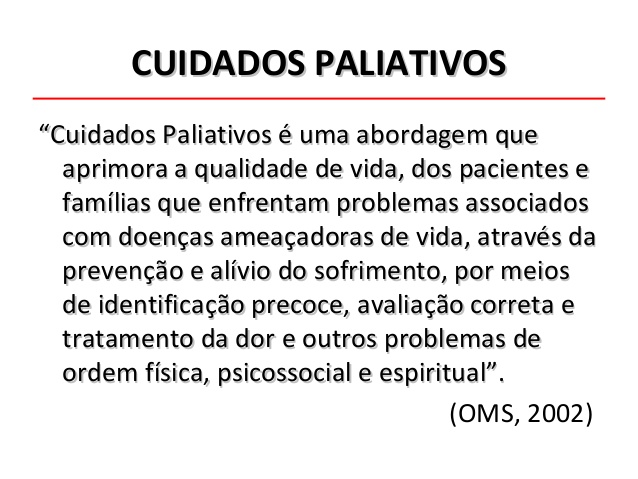 CUIDADOS PALIATIVOS
“Cuidados Paliativos é uma abordagem que
aprimora a qualidade de vida, dos pacientes e
famílias que enfrentam problemas associados
com doenças ameaçadoras de vida, através da
prevenção e alívio do sofrimento, por meios
de identificação precoce, avaliação correta e
tratamento da dor e outros problemas de
ordem física, psicossocial e espiritual”.
(OMS, 2002)